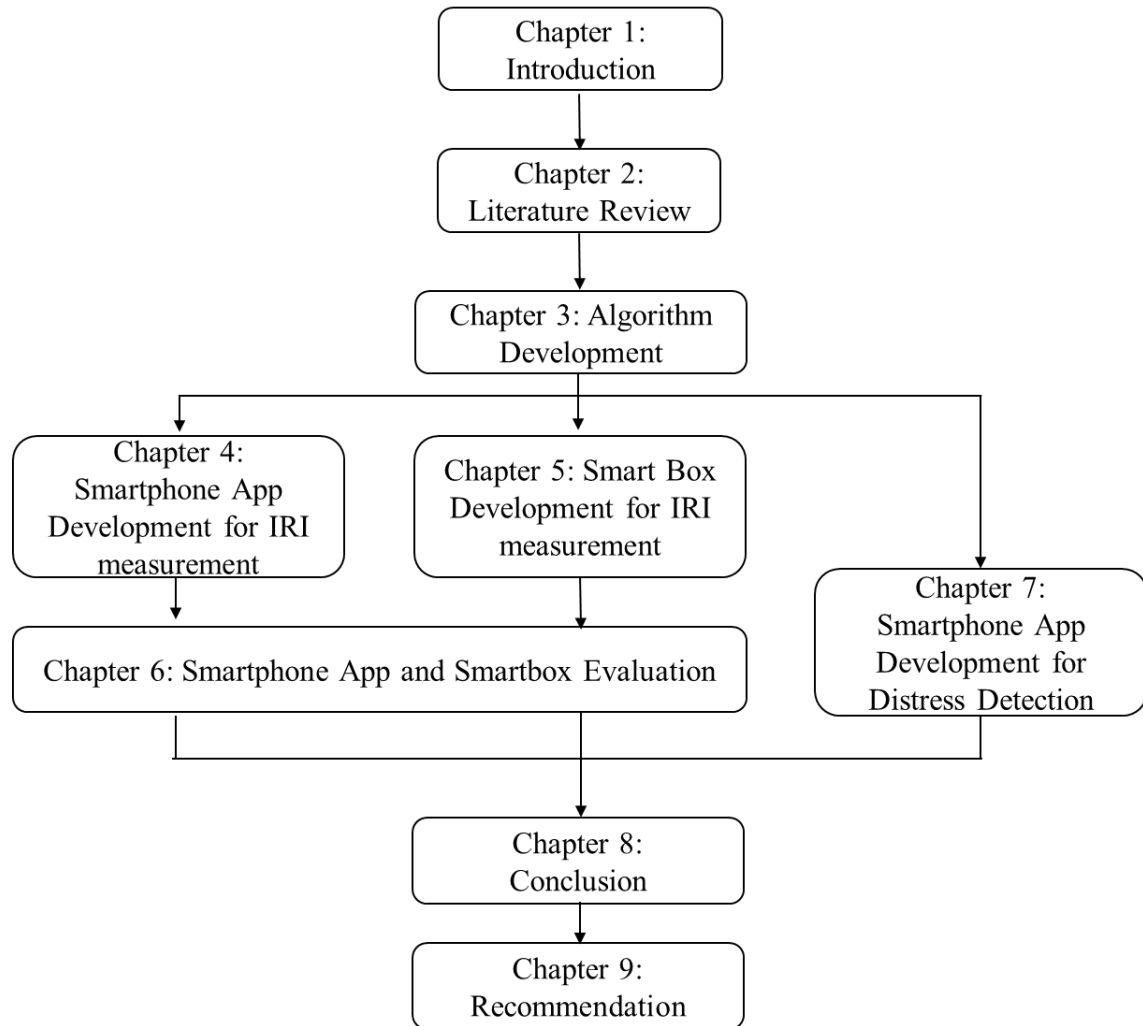 Chapter 1:
Introduction
Chapter 2:
Literature Review
Chapter 3: Algorithm
Development
Chapter 4:
Smartphone App
Development for IRI
measurement
Chapter 5: Smart Box
Development for IRI
measurement
Chapter 6: Smartphone App and Smartbox Evaluation
Chapter 7:
Smartphone App
Development for
Distress Detection
Chapter 8:
Conclusion
Chapter 9:
Recommendation